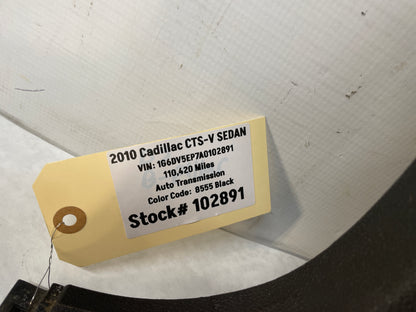 2010 Cadillac CTS-V SEDAN
VIN: 1G6DV5EP7A0102891
110,420 Miles
Auto Transmission
Color Code: 8555 Black
Stock# 102891